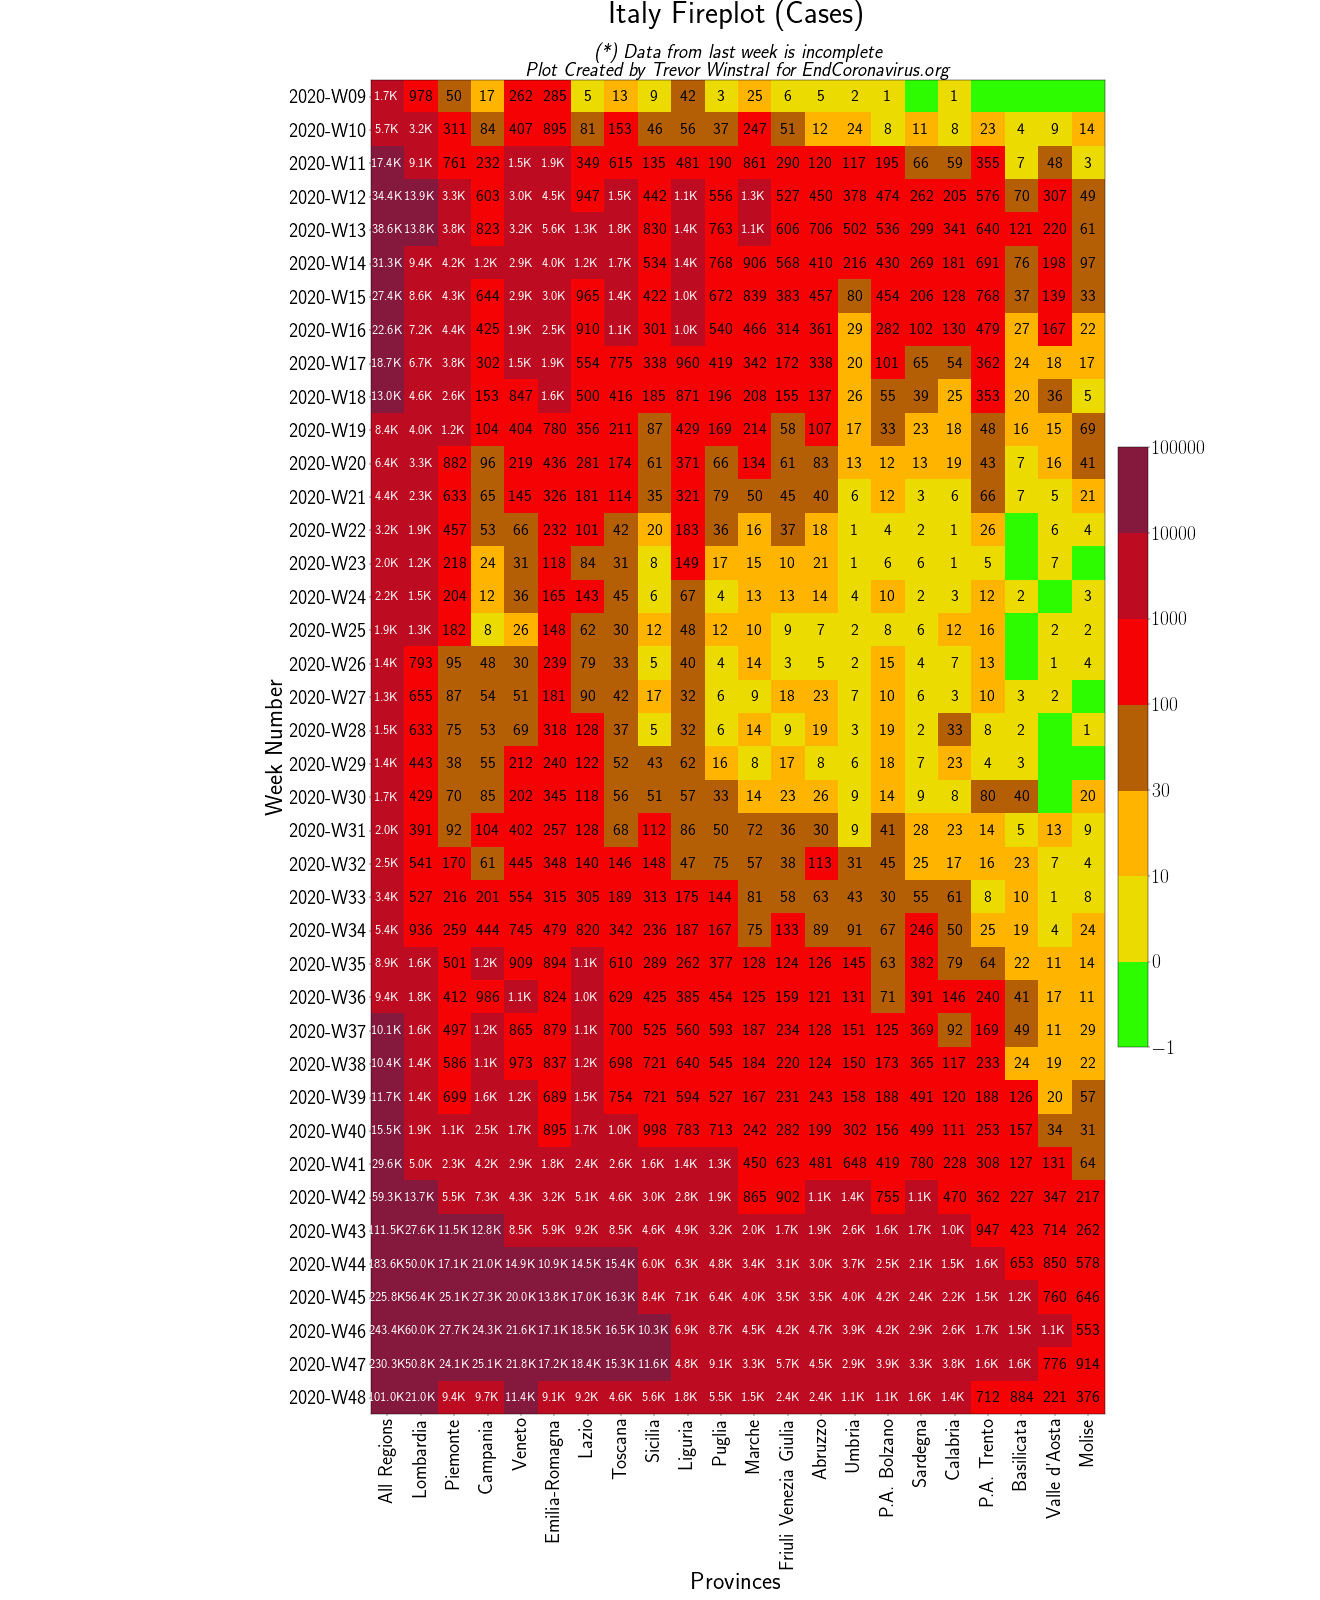 Italy Fireplot (Cases)
(*) Data from last week is incomplete
Plot Created by Trevor Winstral for EndCoronavirus.org
2020-W09 1.7K 978 50 17 262 285 5 13 9 42 3 25 6 5 2 1 1
2020-W10 5.7K 3.2K 311 84 407 895 81 153 46 56 37 247 51 12 24 8 11 8 23 4 9 14
2020-W11 17.4K 9.1K 761 232 1.5K 1.9K 349 615 135 481 190 861 290 120 117 195 66 59 355 7 48 3
2020-W12 34.4K 13.9K 3.3K 603 3.0K 4.5K 947 1.5K 442 1.1K 556 1.3K 527 450 378 474 262 205 576 70 307 49
2020-W13 38.6K 13.8K 3.8K 823 3.2K 5.6K 1.3K 1.8K 830 1.4K 763 1.1K 606 706 502 536 299 341 640 121 220 61
2020-W14 31.3K 9.4K 4.2K 1.2K 2.9K 4.0K 1.2K 1.7K 534 1.4K 768 906 568 410 216 430 269 181 691 76 198 97
2020-W15 27.4K 8.6K 4.3K 644 2.9K 3.0K 965 1.4K 422 1.0K 672 839 383 457 80 454 206 128 768 37 139 33
2020-W16 22.6K 7.2K 4.4K 425 1.9K 2.5K 910 1.1K 301 1.0K 540 466 314 361 29 282 102 130 479 27 167 22
2020-W17 18.7K 6.7K 3.8K 302 1.5K 1.9K 554 775 338 960 419 342 172 338 20 101 65 54 362 24 18 17
2020-W18 13.0K 4.6K 2.6K 153 847 1.6K 500 416 185 871 196 208 155 137 26 55 39 25 353 20 36 5
2020-W19 8.4K 4.0K 1.2K 104 404 780 356 211 87 429 169 214 58 107 17 33 23 18 48 16 15 69
2020-W20 6.4K 3.3K 882 96 219 436 281 174 61 371 66 134 61 83 13 12 13 19 43 7 16 41
2020-W21 4.4K 2.3K 633 65 145 326 181 114 35 321 79 50 45 40 6 12 3 6 66 7 5 21
2020-W22 3.2K 1.9K 457 53 66 232 101 42 20 183 36 16 37 18 1 4 2 1 26 6 4
2020-W23 2.0K 1.2K 218 24 31 118 84 31 8 149 17 15 10 21 1 6 6 1 5 7
2020-W24 2.2K 1.5K 204 12 36 165 143 45 6 67 4 13 13 14 4 10 2 3 12 2 3
2020-W25 1.9K 1.3K 182 8 26 148 62 30 12 48 12 10 9 7 2 8 6 12 16 2 2
2020-W26 1.4K 793 95 48 30 239 79 33 5 40 4 14 3 5 2 15 4 7 13 1 4
2020-W27 1.3K 655 87 54 51 181 90 42 17 32 6 9 18 23 7 10 6 3 10 3 2
2020-W28 1.5K 633 75 53 69 318 128 37 5 32 6 14 9 19 3 19 2 33 8 2 1
2020-W29 1.4K 443 38 55 212 240 122 52 43 62 16 8 17 8 6 18 7 23 4 3
2020-W30 1.7K 429 70 85 202 345 118 56 51 57 33 14 23 26 9 14 9 8 80 40 20
2020-W31 2.0K 391 92 104 402 257 128 68 112 86 50 72 36 30 9 41 28 23 14 5 13 9
2020-W32 2.5K 541 170 61 445 348 140 146 148 47 75 57 38 113 31 45 25 17 16 23 7 4
2020-W33 3.4K 527 216 201 554 315 305 189 313 175 144 81 58 63 43 30 55 61 8 10 1 8
2020-W34 5.4K 936 259 444 745 479 820 342 236 187 167 75 133 89 91 67 246 50 25 19 4 24
2020-W35 8.9K 1.6K 501 1.2K 909 894 1.1K 610 289 262 377 128 124 126 145 63 382 79 64 22 11 14
2020-W36 9.4K 1.8K 412 986 1.1K 824 1.0K 629 425 385 454 125 159 121 131 71 391 146 240 41 17 11
2020-W37 10.1K 1.6K 497 1.2K 865 879 1.1K 700 525 560 593 187 234 128 151 125 369 92 169 49 11 29
2020-W38 10.4K 1.4K 586 1.1K 973 837 1.2K 698 721 640 545 184 220 124 150 173 365 117 233 24 19 22
2020-W39 11.7K 1.4K 699 1.6K 1.2K 689 1.5K 754 721 594 527 167 231 243 158 188 491 120 188 126 20 57
2020-W40 15.5K 1.9K 1.1K 2.5K 1.7K 895 1.7K 1.0K 998 783 713 242 282 199 302 156 499 111 253 157 34 31
2020-W41 29.6K 5.0K 2.3K 4.2K 2.9K 1.8K 2.4K 2.6K 1.6K 1.4K 1.3K 450 623 481 648 419 780 228 308 127 131 64
2020-W42 59.3K 13.7K 5.5K 7.3K 4.3K 3.2K 5.1K 4.6K 3.0K 2.8K 1.9K 865 902 1.1K 1.4K 755 1.1K 470 362 227 347 217
2020-W43 111.5K 27.6K 11.5K 12.8K 8.5K 5.9K 9.2K 8.5K 4.6K 4.9K 3.2K 2.0K 1.7K 1.9K 2.6K 1.6K 1.7K 1.0K 947 423 714 262
2020-W44 183.6K 50.0K 17.1K 21.0K 14.9K 10.9K 14.5K 15.4K 6.0K 6.3K 4.8K 3.4K 3.1K 3.0K 3.7K 2.5K 2.1K 1.5K 1.6K 653 850 578
2020-W45 225.8K 56.4K 25.1K 27.3K 20.0K 13.8K 17.0K 16.3K 8.4K 7.1K 6.4K 4.0K 3.5K 3.5K 4.0K 4.2K 2.4K 2.2K 1.5K 1.2K 760 646
2020-W46 243.4K 60.0K 27.7K 24.3K 21.6K 17.1K 18.5K 16.5K 10.3K 6.9K 8.7K 4.5K 4.2K 4.7K 3.9K 4.2K 2.9K 2.6K 1.7K 1.5K 1.1K 553
2020-W47 230.3K 50.8K 24.1K 25.1K 21.8K 17.2K 18.4K 15.3K 11.6K 4.8K 9.1K 3.3K 5.7K 4.5K 2.9K 3.9K 3.3K 3.8K 1.6K 1.6K 776 914
2020-W48 101.0K 21.0K 9.4K 9.7K 11.4K 9.1K 9.2K 4.6K 5.6K 1.8K 5.5K 1.5K 2.4K 2.4K 1.1K 1.1K 1.6K 1.4K 712 884 221 376
Week Number
All Regions
Lombardia
Piemonte
Campania
Veneto
Emilia-Romagna
Lazio
Toscana
Sicilia
Liguria
Puglia
Marche
Friuli Venezia Giulia
Abruzzo
Umbria
P.A. Bolzano
Sardegna
Calabria
P.A. Trento
Basilicata
Valle d'Aosta
Molise
Provinces
100000
10000
1000
100
30
10
0
−1